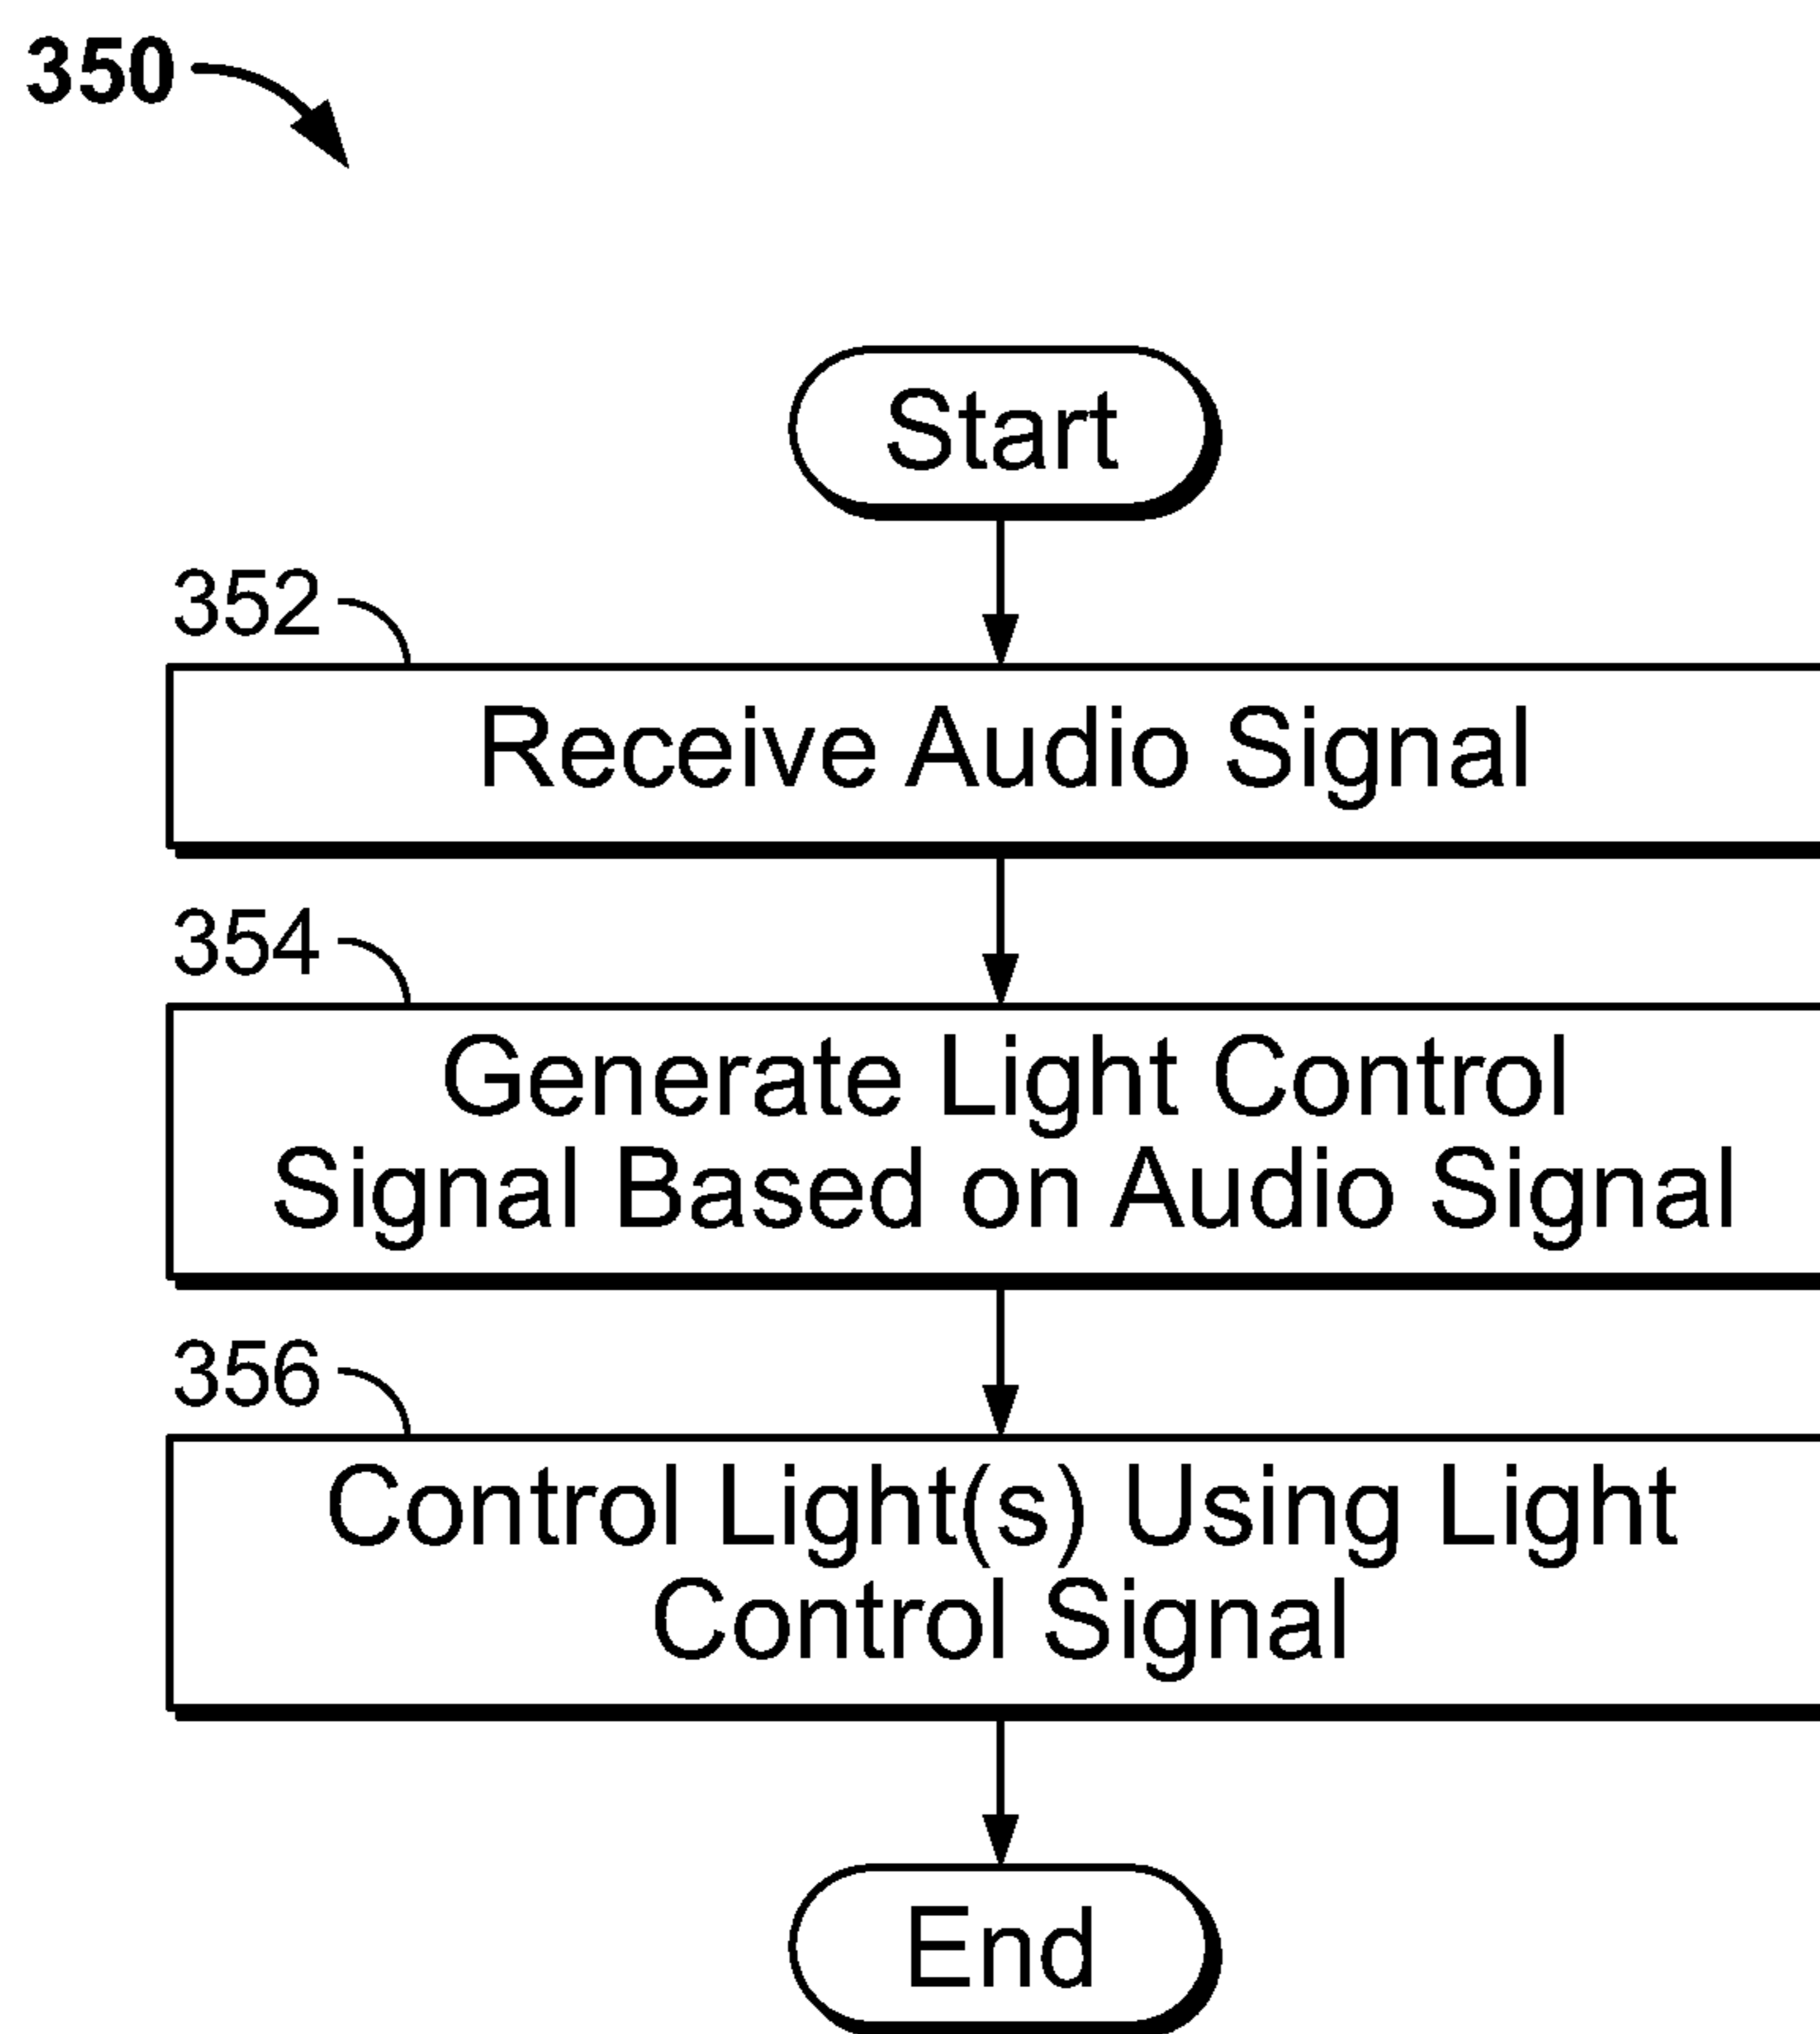 350
Start
352
Receive Audio Signal
354
Generate Light Control
Signal Based on Audio Signal
356
Control Light(s) Using Light
Control Signal
End